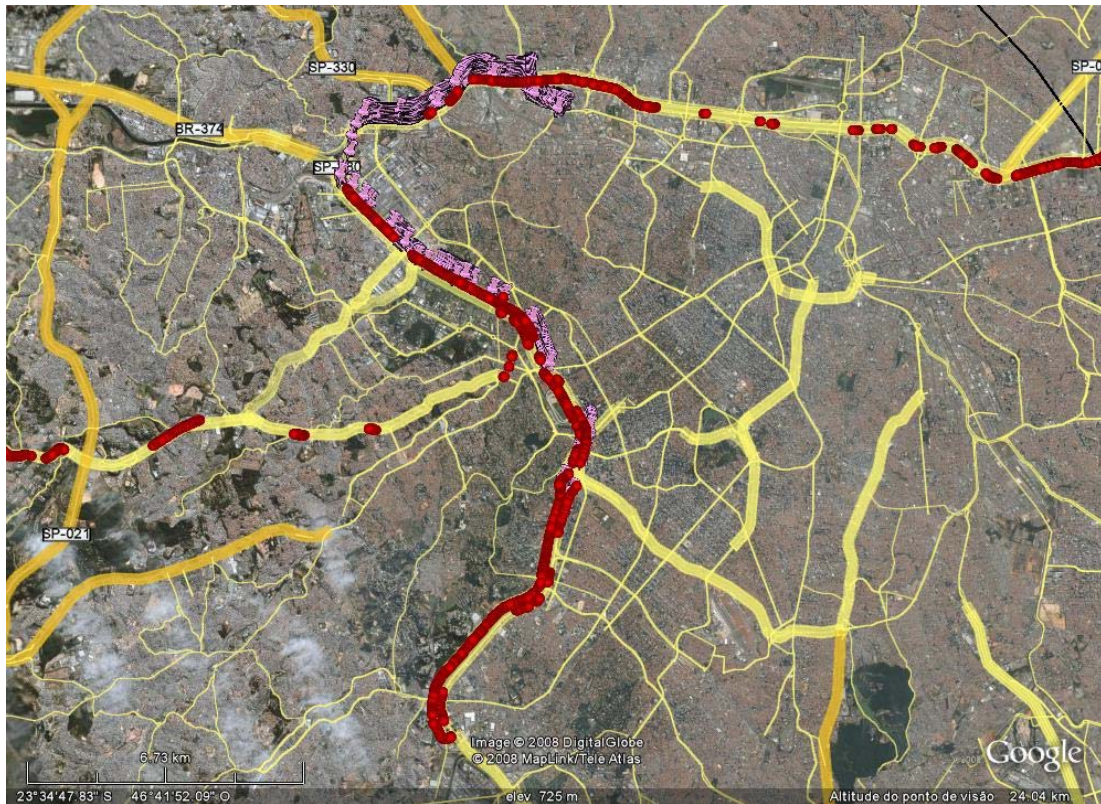 SP-330
SP-0
BR-374
SP-021
Image © 2008 DigitalGlobe
© 2008 MapLink/Tele Atlas
Google
6.73 km
23°34'47.83" S 46°41'52.09" O
elev 725 m
Altitude do ponto de visão 24.04 km